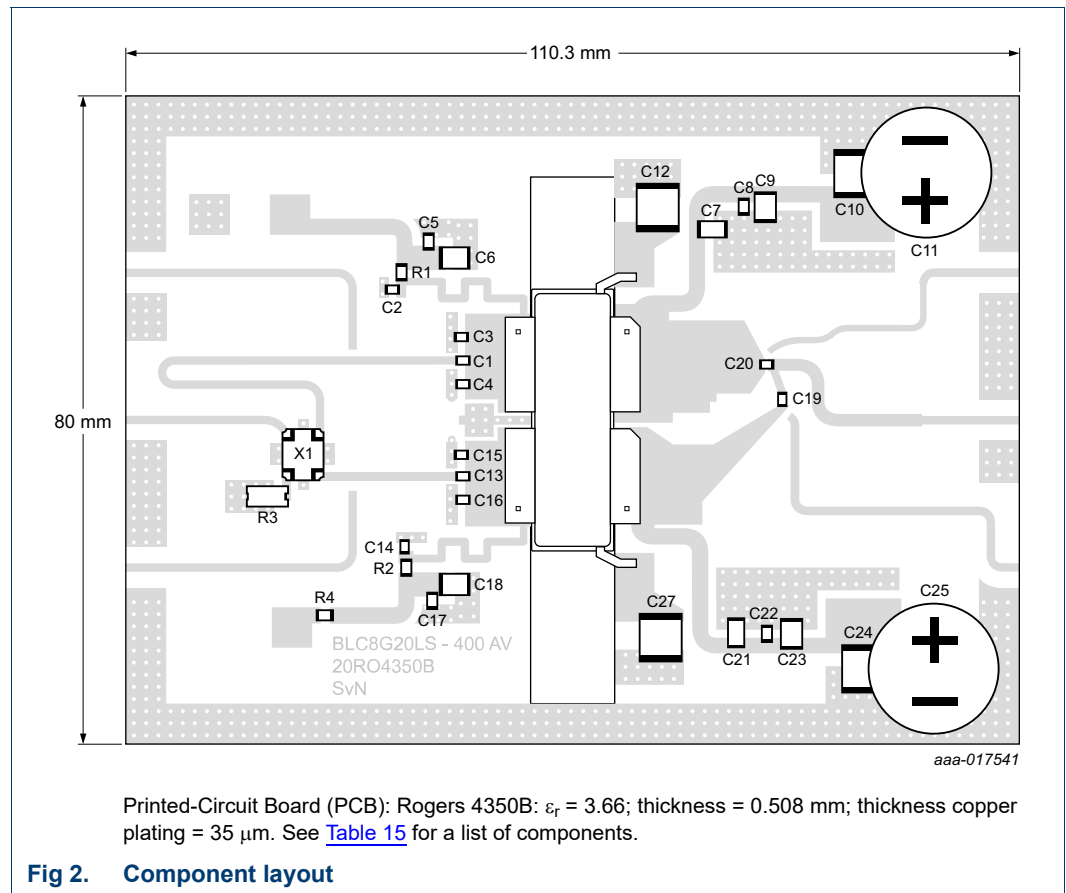 110.3 mm
80 mm
C12
C8
C9
C7
C10
C11
C5
C6
R1
C2
C3
C1
C4
C20
C19
X1
C15
C13
C16
R3
C14
R2
C18
R4
C17
C27
C21
C22
C23
C24
C25
BLC8G20LS - 400 AV
20RO4350B
SvN
aaa-017541
Printed-Circuit Board (PCB): Rogers 4350B: εr = 3.66; thickness = 0.508 mm; thickness copper
plating = 35 μm. See Table 15 for a list of components.
Fig 2. Component layout